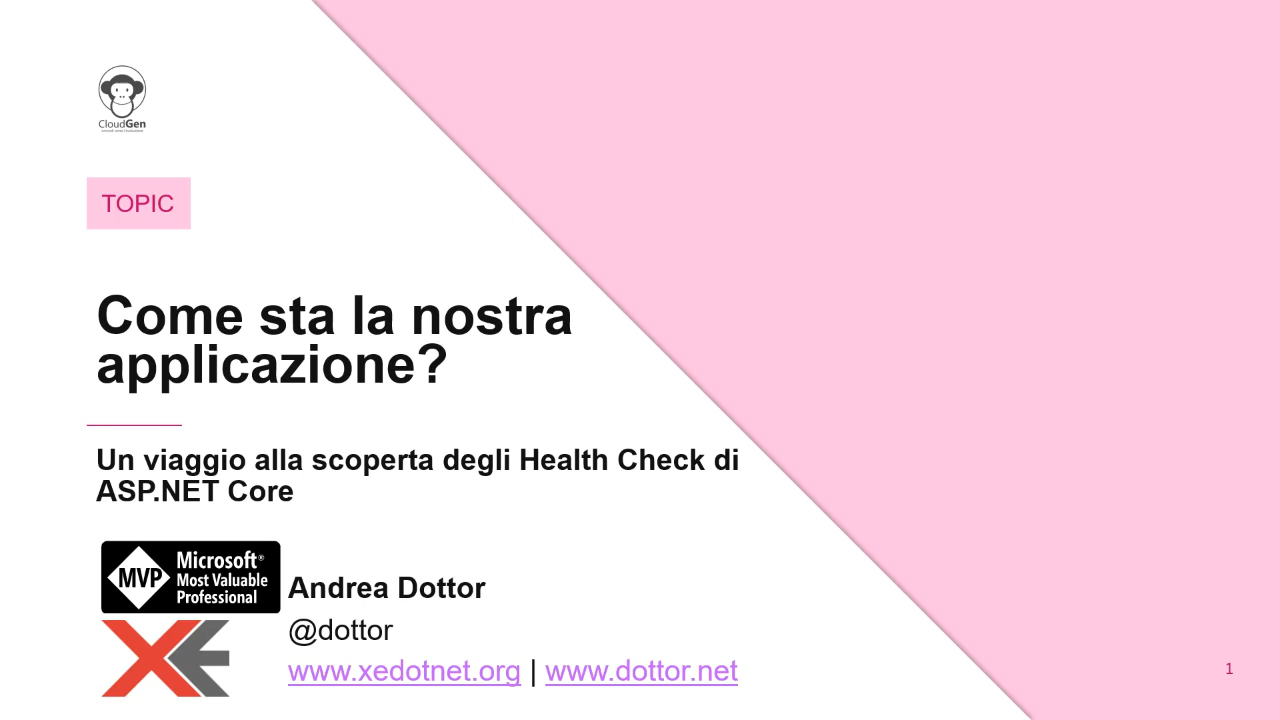 CloudGen
TOPIC
Come sta la nostra
applicazione?
Un viaggio alla scoperta degli Health Check di
ASP.NET Core
MVP
Microsoft®
Most Valuable
Professional
Andrea Dottor
@dottor
XE
www.xedotnet.org | www.dottor.net
1